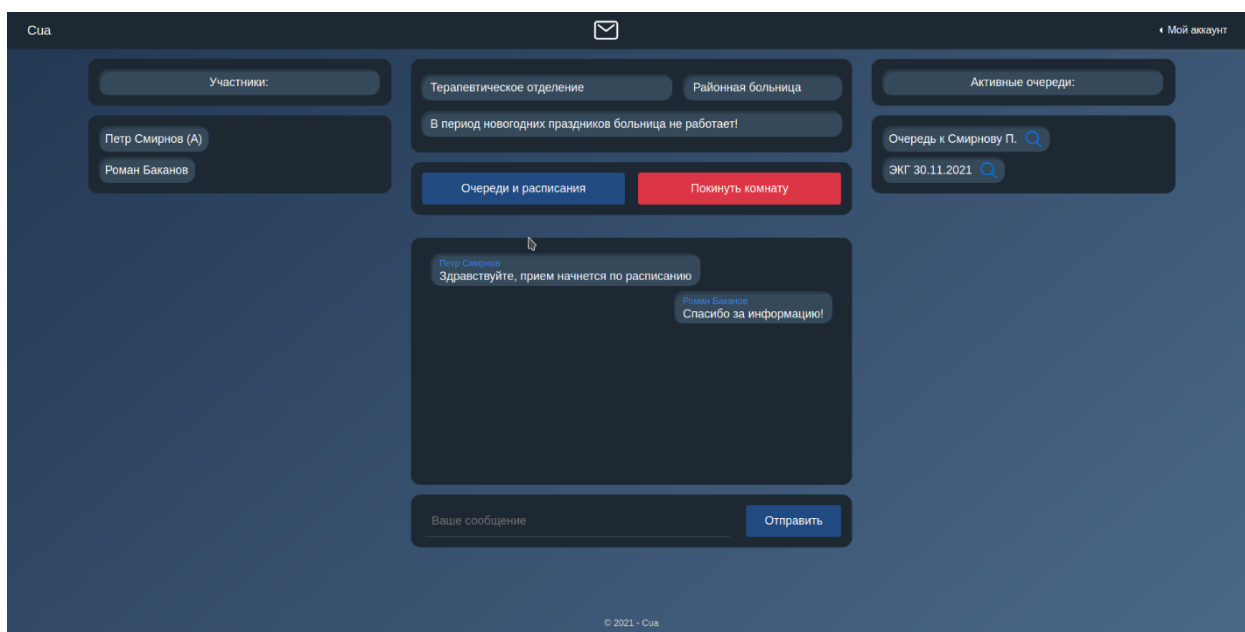 Cua
Мой аккаунт
Участники:
Петр Смирнов (А)
Роман Баканов
Терапевтическое отделение
Районная больница
В период новогодних праздников больница не работает!
Очереди и расписания
Покинуть комнату
Петр Смирнов
Здравствуйте, прием начнется по расписанию
Роман Баканов
Спасибо за информацию!
Ваше сообщение
Отправить
Активные очереди:
Очередь к Смирнову П.
ЭКГ 30.11.2021
© 2021 - Cua